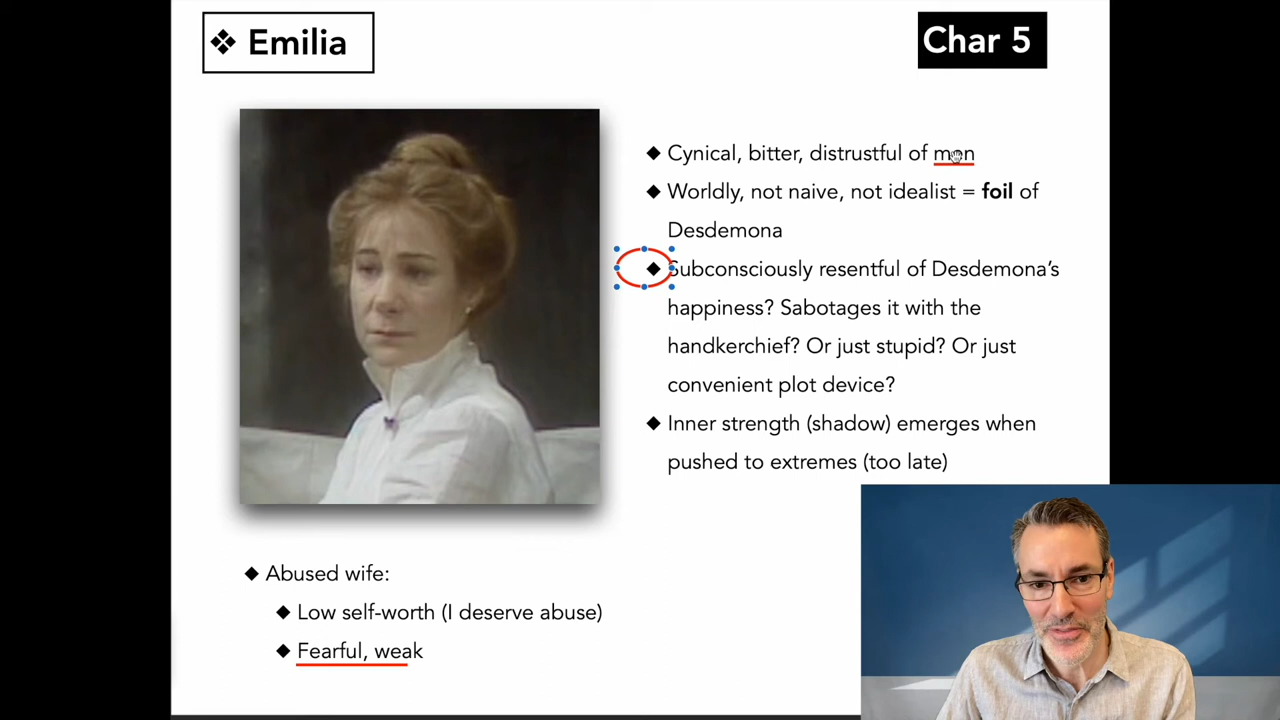 ❖ Emilia
Char 5
◆ Cynical, bitter, distrustful of men
◆ Worldly, not naive, not idealist = foil of
Desdemona
◆ Subconsciously resentful of Desdemona’s
happiness? Sabotages it with the
handkerchief? Or just stupid? Or just
convenient plot device?
◆ Inner strength (shadow) emerges when
pushed to extremes (too late)
◆ Abused wife:
◆ Low self-worth (I deserve abuse)
◆ Fearful, weak